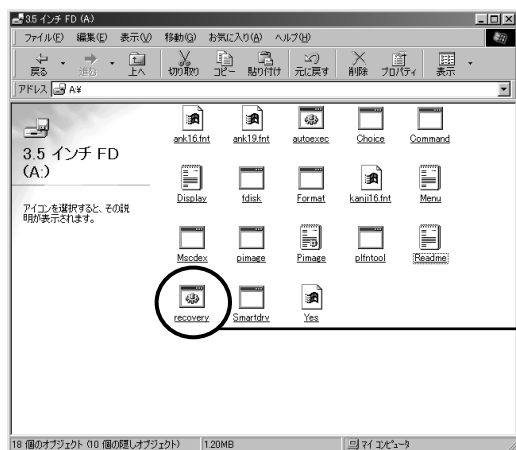 3.5 インチ FD (A:)
ファイル(F) 編集(E) 表示(V) 移動(G) お気に入り(A) ヘルプ(H)
戻る 進む 上へ 切り取り コピー 貼り付け 元に戻す 削除 プロパティ 表示
アドレス A:¥
3.5 インチ FD
(A:)
アイコンを選択すると、その説
明が表示されます。
ank16.fnt ank19.fnt autoexec Choice Command
Display fdisk Format kanji16.fnt Menu
Mscdex pimage Pimage plfntool Readme
recovery Smartdrv Yes
18 個のオブジェクト (10 個の隠しオブジェクト) 1.20MB マイ コンピュータ